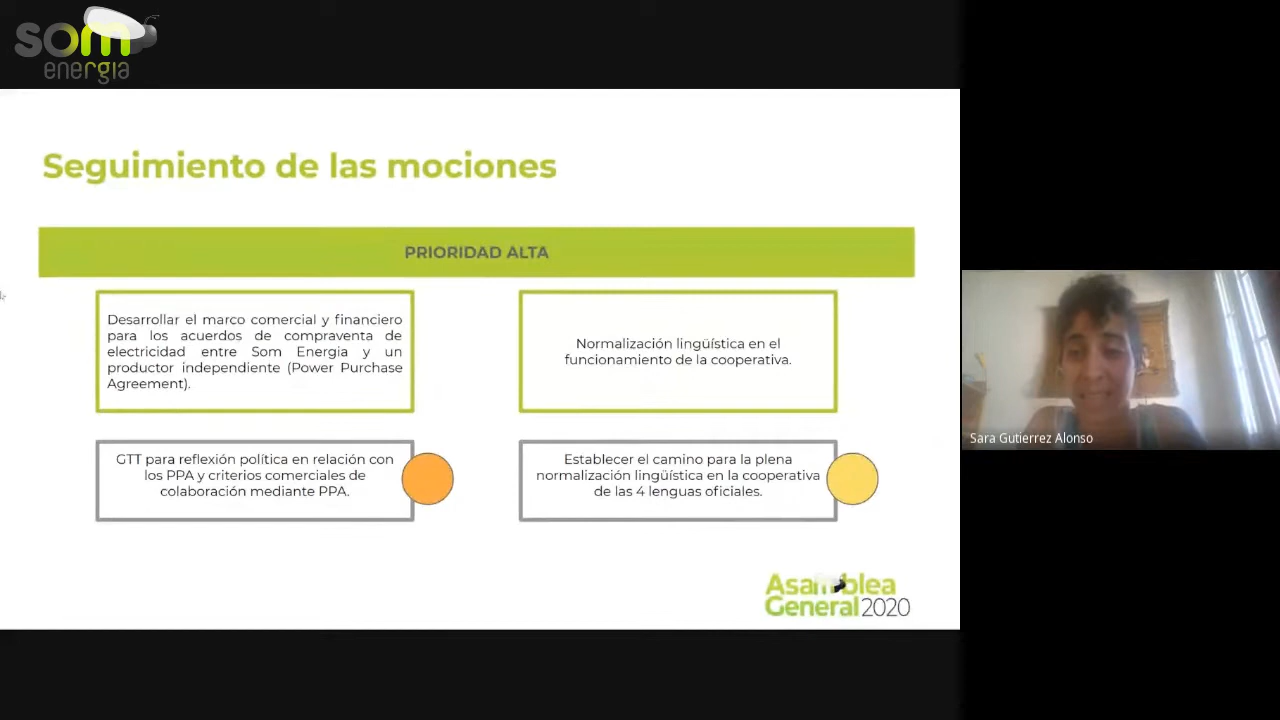 som
energia
Seguimiento de las mociones
PRIORIDAD ALTA
Desarrollar el marco comercial y financiero
para los acuerdos de compraventa de
electricidad entre Som Energia y un
productor independiente (Power Purchase
Agreement).
Normalización lingüística en el
funcionamiento de la cooperativa.
GTT para reflexión política en relación con
los PPA y criterios comerciales de
colaboración mediante PPA.
Establecer el camino para la plena
normalización lingüística en la cooperativa
de las 4 lenguas oficiales.
Sara Gutierrez Alonso
Asamblea
General 2020